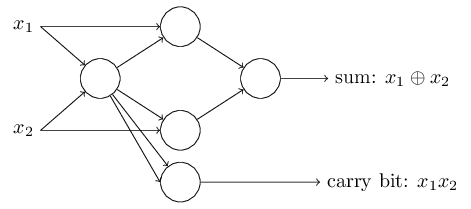 x₁
sum: x₁ ⊕ x₂
x₂
carry bit: x₁x₂